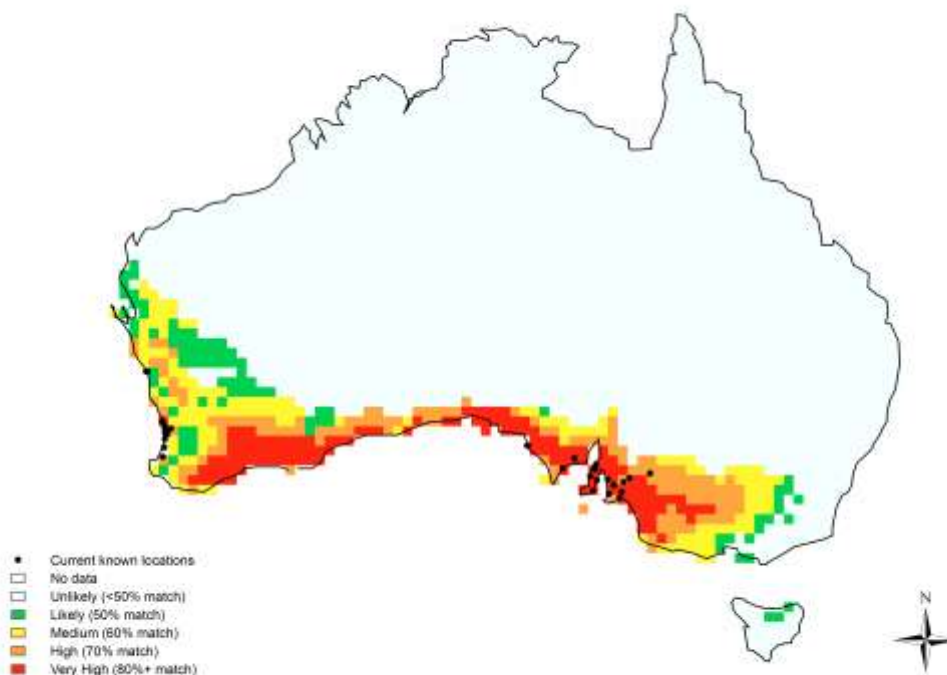 Current known locations
No data
Unlikely (<50% match)
Likely (50% match)
Medium (60% match)
High (70% match)
Very High (80%+ match)
N